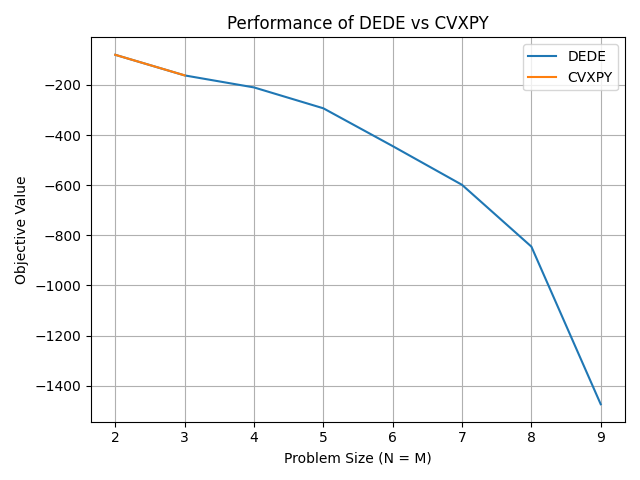 Performance of DEDE vs CVXPY
DEDE
CVXPY
Objective Value
−200
−400
−600
−800
−1000
−1200
−1400
2 3 4 5 6 7 8 9
Problem Size (N = M)